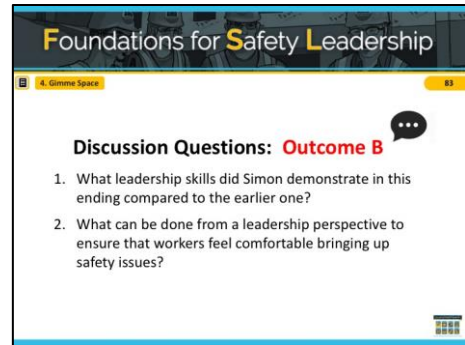 Foundations for Safety Leadership
4. Gimme Space
83
Discussion Questions: Outcome B
1. What leadership skills did Simon demonstrate in this
ending compared to the earlier one?
2. What can be done from a leadership perspective to
ensure that workers feel comfortable bringing up
safety issues?